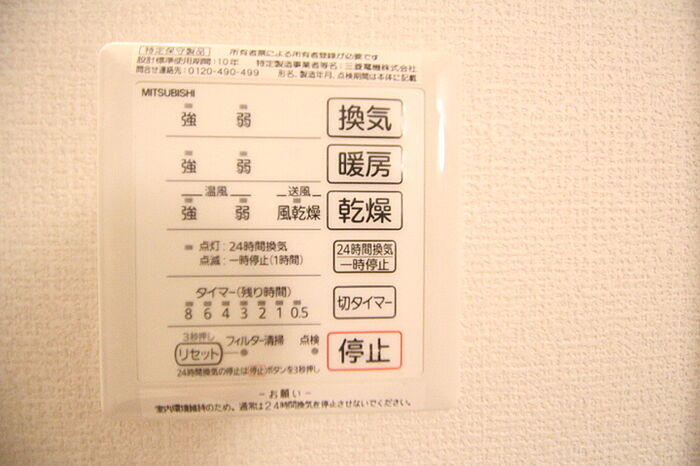 特定保守製品 所有者票による所有者登録が必要です
設計標準使用期間:10年 特定製造事業者等名:三菱電機株式会社
問合せ連絡先:0120-490-499 形名、製造年月、点検期間は本体に記載
MITSUBISHI
強 弱 換気
強 弱 暖房
温風 送風
強 弱 風乾燥 乾燥
点灯:24時間換気
点滅:一時停止(1時間)
24時間換気
一時停止
タイマー(残り時間)
8 6 4 3 2 1 0.5
切タイマー
3秒押し フィルター清掃 点検
リセット
停止
24時間換気の停止は(停止)ボタンを3秒押し
-お願い-
室内環境維持のため、通常は24時間換気を停止させないでください。